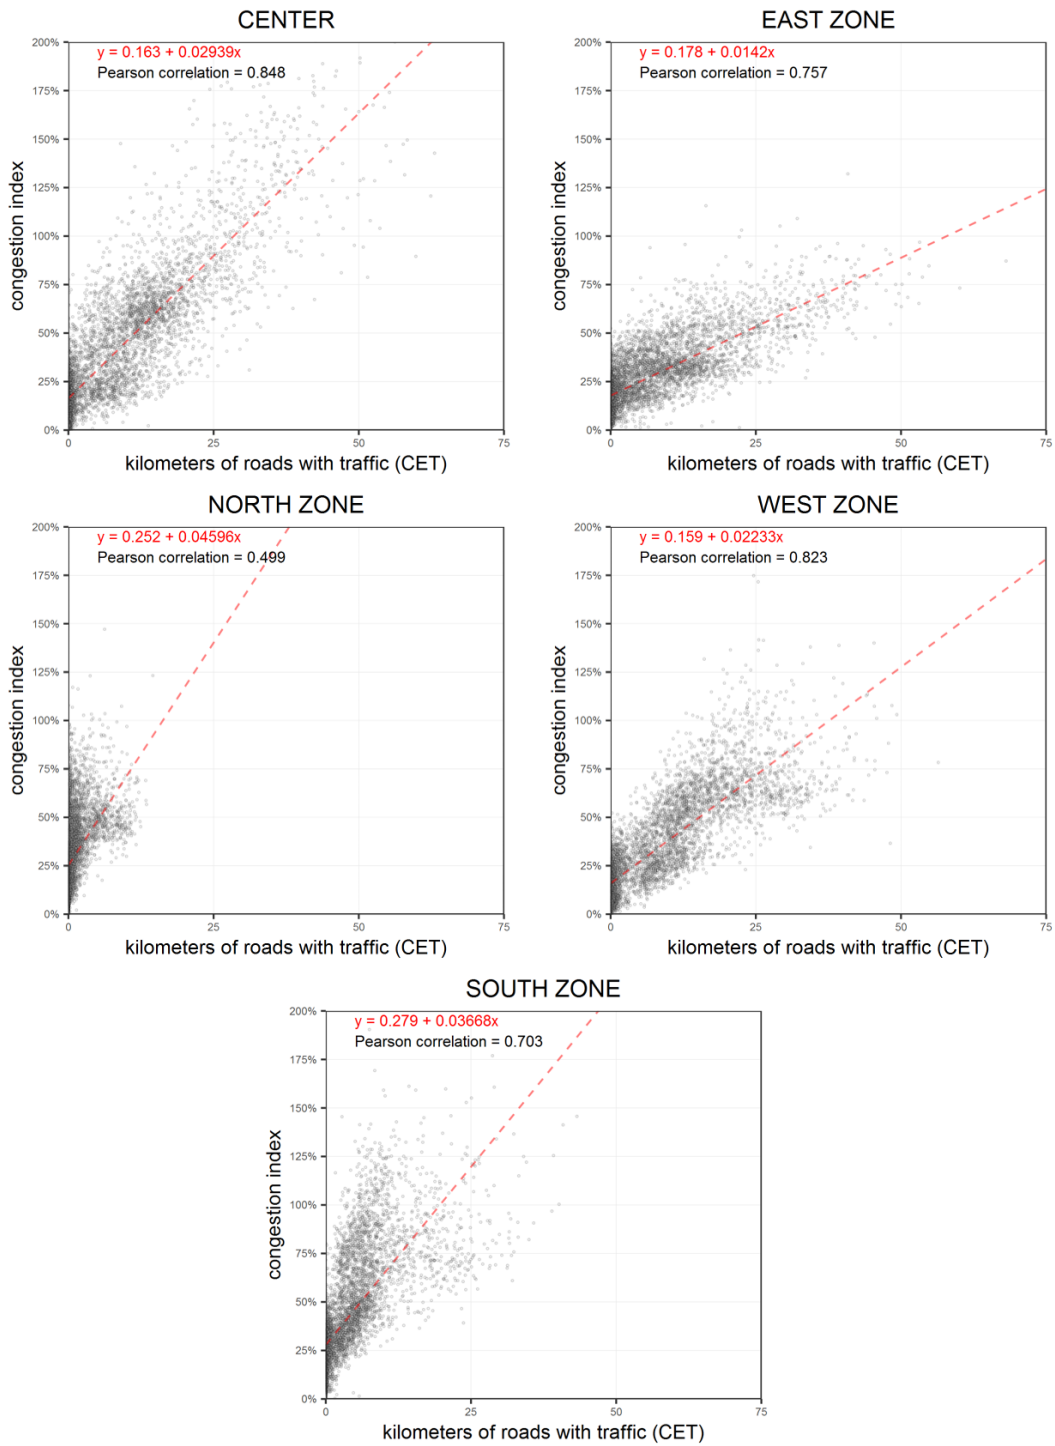 CENTER
y = 0.163 + 0.02939x
Pearson correlation = 0.848
200%
175%
150%
125%
100%
75%
50%
25%
0%
congestion index
0 25 50 75
kilometers of roads with traffic (CET)
EAST ZONE
y = 0.178 + 0.0142x
Pearson correlation = 0.757
200%
175%
150%
125%
100%
75%
50%
25%
0%
congestion index
0 25 50 75
kilometers of roads with traffic (CET)
NORTH ZONE
y = 0.252 + 0.04596x
Pearson correlation = 0.499
200%
175%
150%
125%
100%
75%
50%
25%
0%
congestion index
0 25 50 75
kilometers of roads with traffic (CET)
WEST ZONE
y = 0.159 + 0.02233x
Pearson correlation = 0.823
200%
175%
150%
125%
100%
75%
50%
25%
0%
congestion index
0 25 50 75
kilometers of roads with traffic (CET)
SOUTH ZONE
y = 0.279 + 0.03668x
Pearson correlation = 0.703
200%
175%
150%
125%
100%
75%
50%
25%
0%
congestion index
0 25 50 75
kilometers of roads with traffic (CET)